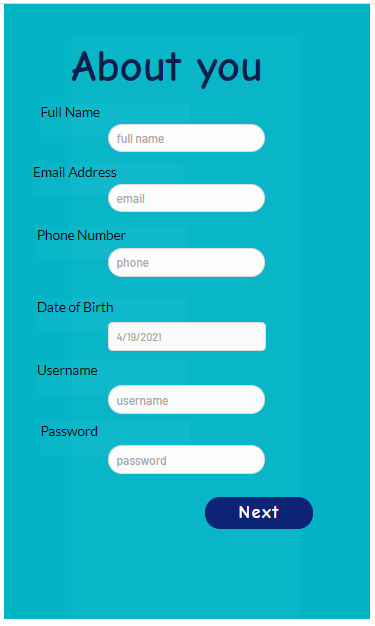 About you
Full Name
full name
Email Address
email
Phone Number
phone
Date of Birth
4/19/2021
Username
username
Password
password
Next